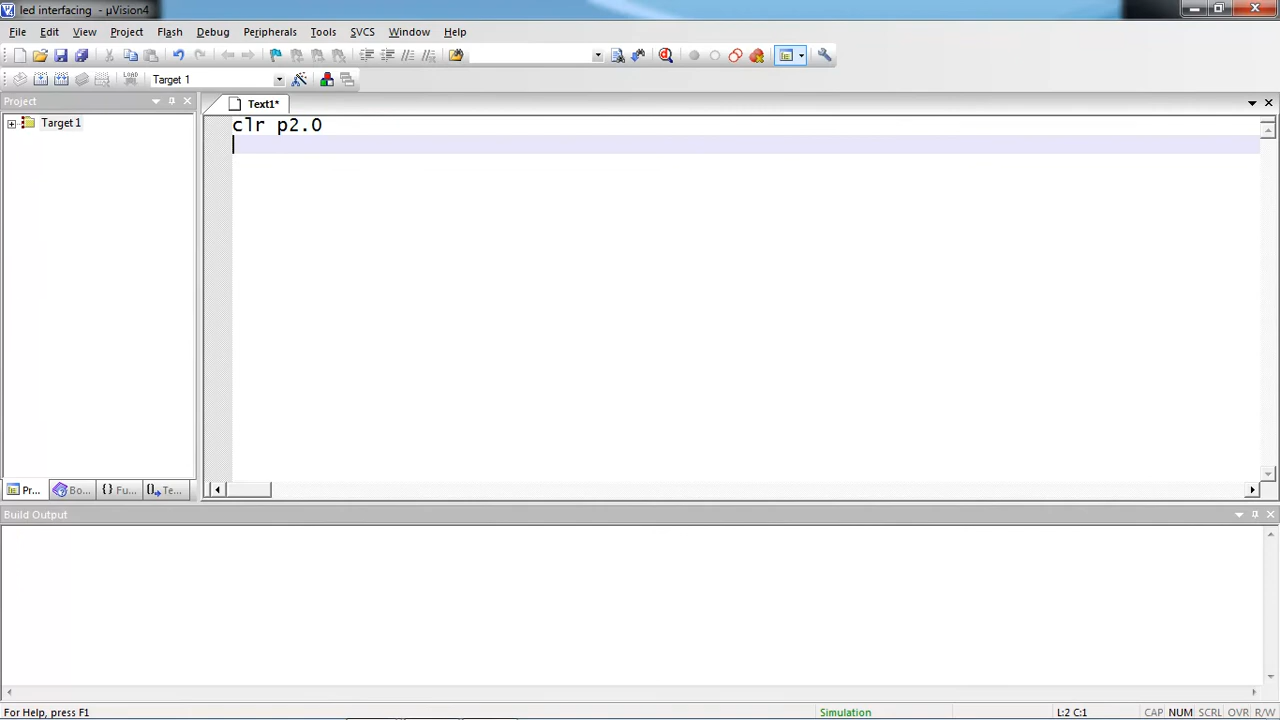 led interfacing - µVision4
File Edit View Project Flash Debug Peripherals Tools SVCS Window Help
LOAD Target 1
Project
Text1*
Target 1
clr p2.0
Pr... Bo... {} Fu... Te...
Build Output
For Help, press F1 Simulation L:2 C:1 CAP NUM SCRL OVR R/W